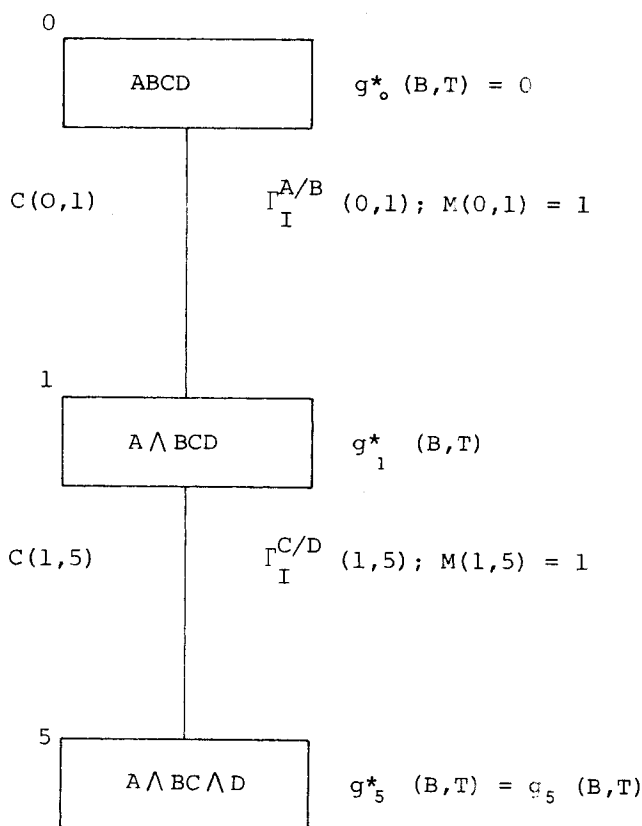 0
ABCD g*₀ (B,T) = 0
C(0,1) Γ_I^{A/B} (0,1); M(0,1) = 1
1
A ⋀ BCD g*₁ (B,T)
C(1,5) Γ_I^{C/D} (1,5); M(1,5) = 1
5
A ⋀ BC ⋀ D g*₅ (B,T) = g₅ (B,T)